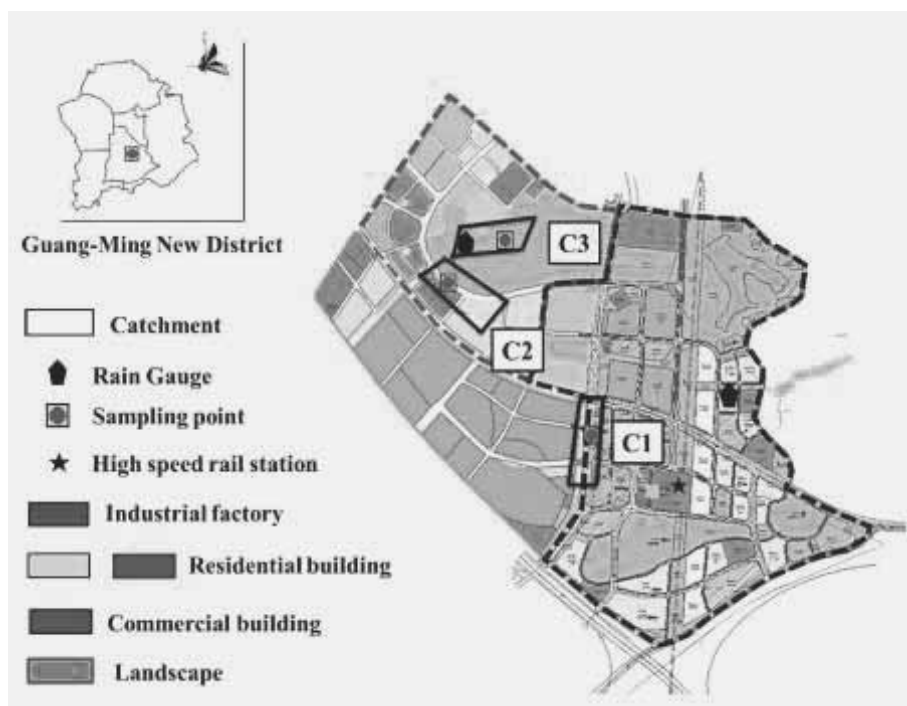 Guang-Ming New District
Catchment
Rain Gauge
Sampling point
High speed rail station
Industrial factory
Residential building
Commercial building
Landscape
C3
C2
C1